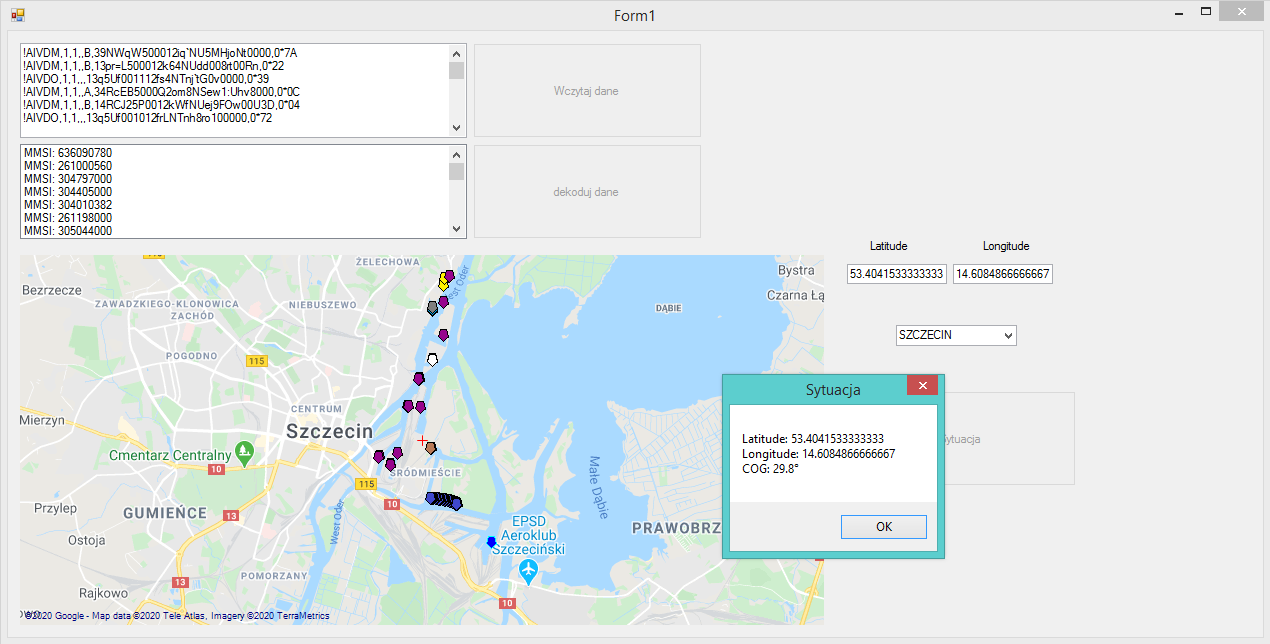 Form1
!AIVDM,1,1,,B,39NWqW500012iq`NU5MHjoNt0000,0*7A
!AIVDM,1,1,,B,13pr=L500012k64NUdd008rt00Rn,0*22
!AIVDO,1,1,,,13q5Uf001112fs4NTnj'tG0v0000,0*39
!AIVDM,1,1,,A,34RcEB5000Q2om8NSew1:Uhv8000,0*0C
!AIVDM,1,1,,B,14RCJ25P0012kWfNUej9FOw00U3D,0*04
!AIVDO,1,1,,,13q5Uf001012frLNTnh8ro100000,0*72
Wczytaj dane
MMSI: 636090780
MMSI: 261000560
MMSI: 304797000
MMSI: 304405000
MMSI: 304010382
MMSI: 261198000
MMSI: 305044000
dekoduj dane
Latitude
Longitude
53.4041533333333
14.6084866666667
SZCZECIN
Sytuacja
Latitude: 53.4041533333333
Longitude: 14.6084866666667
COG: 29.8°
OK
ytuacja
115
ŻELECHOWA
West Oder
Bystra
Bezrzecze
Czarna Łą
ZAWADZKIEGO-KLONOWICA
ZACHÓD
NIEBUSZEWO
DĄBIE
POGODNO
115
CENTRUM
Mierzyn
Szczecin
Cmentarz Centralny
10
ŚRÓDMIEŚCIE
Małe Dąbie
115
10
Przylep
GUMIEŃCE
13
West Oder
EPSD
Aeroklub
Szczeciński
PRAWOBRZ
Ostoja
POMORZANY
13
Rajkowo
10
©2020 Google - Map data ©2020 Tele Atlas, Imagery ©2020 TerraMetrics